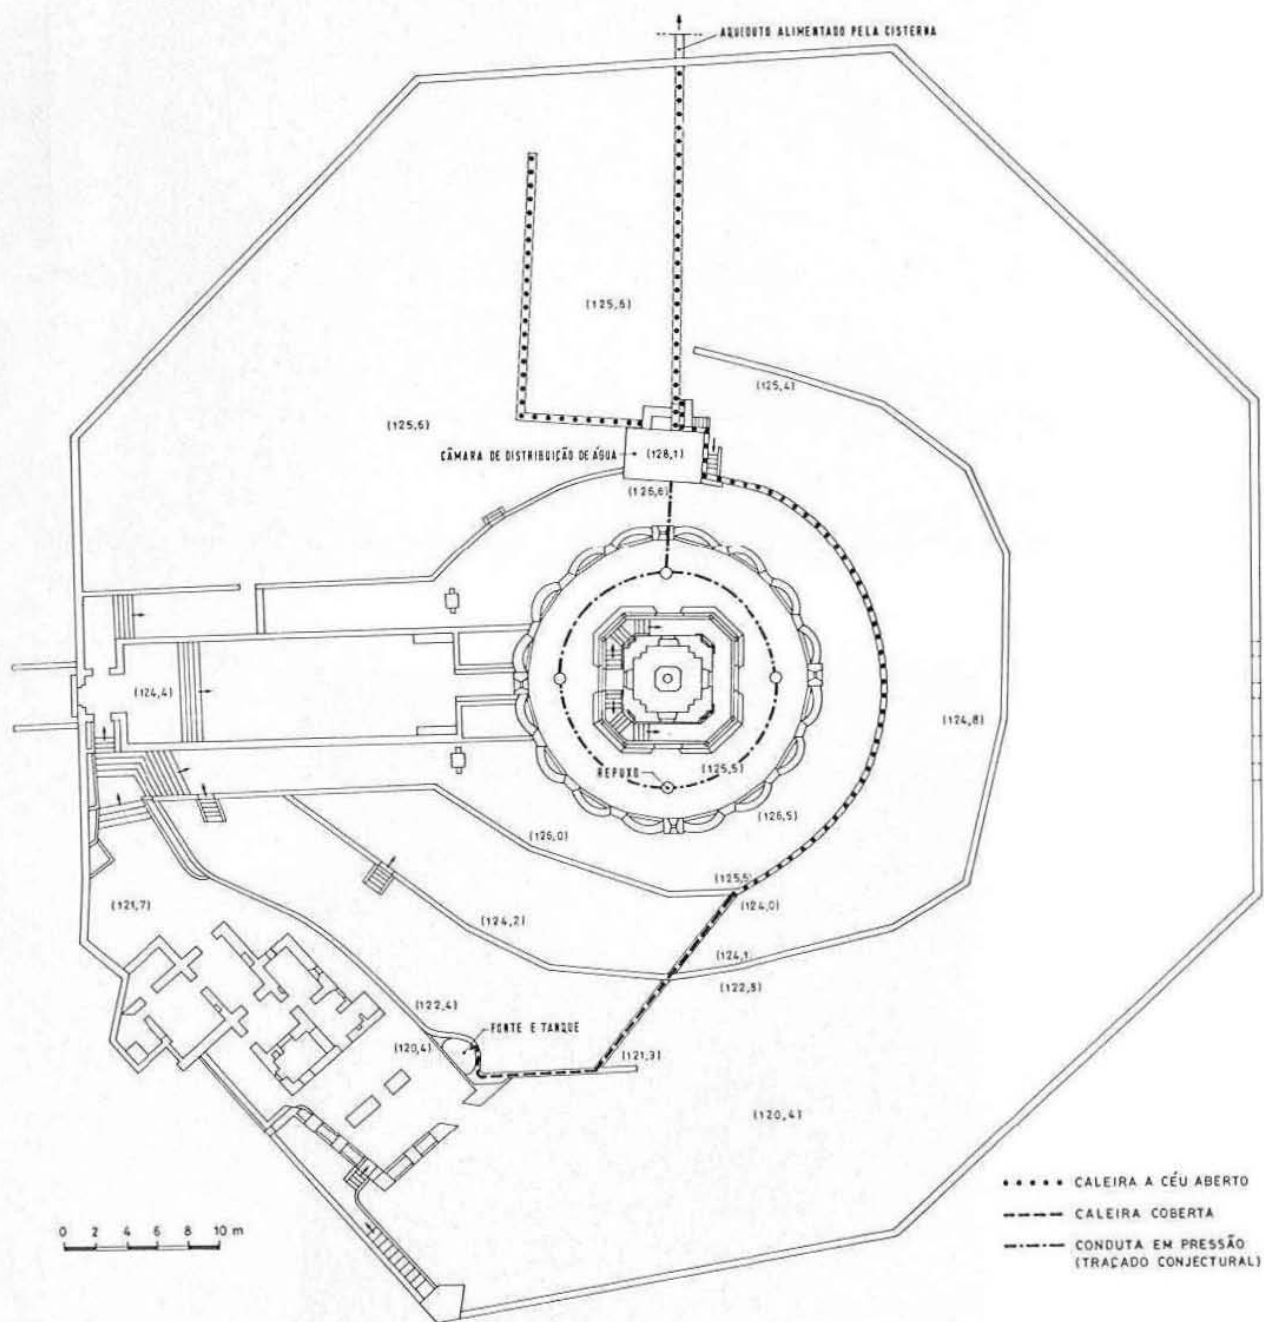 AQUEDUTO ALIMENTADO PELA CISTERNA
(125,6)
(125,4)
(125,6)
CÂMARA DE DISTRIBUIÇÃO DE ÁGUA
(128,1)
(126,6)
(124,4)
(124,8)
REPUXO
(125,5)
(126,5)
(126,0)
(125,5)
(124,0)
(121,7)
(124,2)
(124,1)
(122,4)
FONTE E TANQUE
(120,4)
(121,3)
(120,4)
0 2 4 6 8 10 m
CALEIRA A CÉU ABERTO
CALEIRA COBERTA
CONDUTA EM PRESSÃO
(TRAÇADO CONJECTURAL)